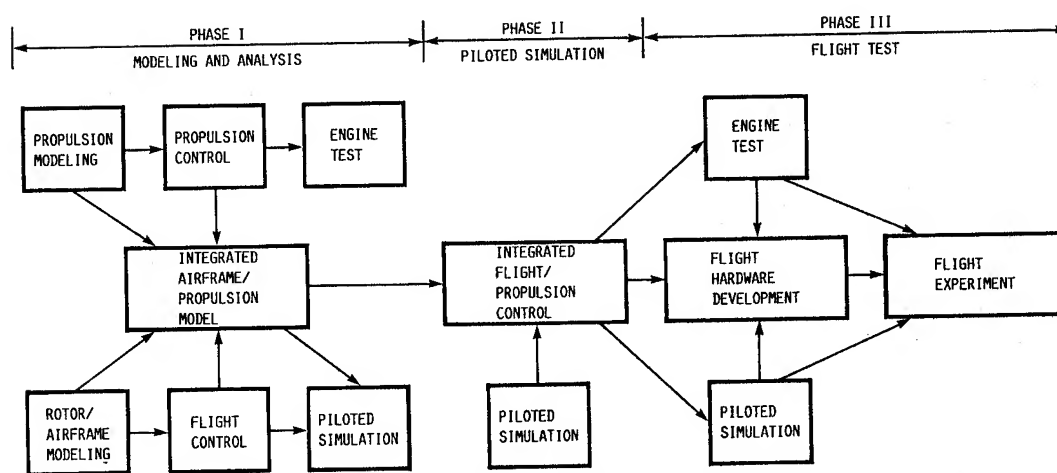 PHASE I
MODELING AND ANALYSIS
PHASE II
PILOTED SIMULATION
PHASE III
FLIGHT TEST
PROPULSION
MODELING
PROPULSION
CONTROL
ENGINE
TEST
ENGINE
TEST
INTEGRATED
AIRFRAME/
PROPULSION
MODEL
INTEGRATED
FLIGHT/
PROPULSION
CONTROL
FLIGHT
HARDWARE
DEVELOPMENT
FLIGHT
EXPERIMENT
ROTOR/
AIRFRAME
MODELING
FLIGHT
CONTROL
PILOTED
SIMULATION
PILOTED
SIMULATION
PILOTED
SIMULATION